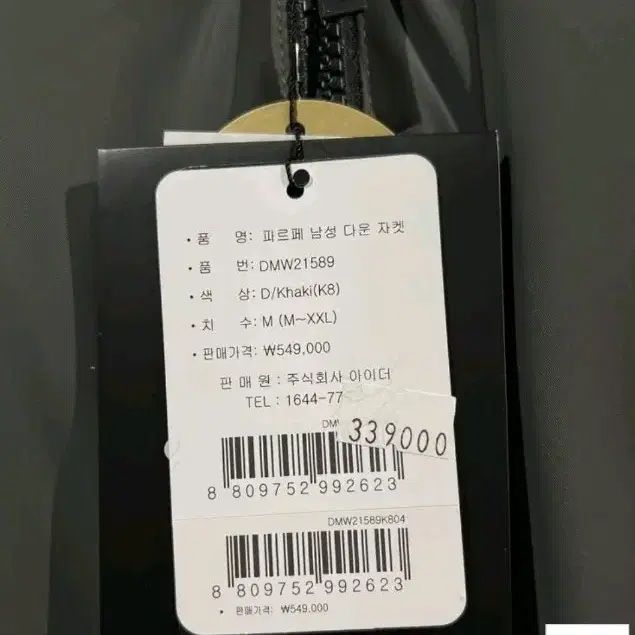 • 품 명: 파르페 남성 다운 자켓
• 품 번: DMW21589
• 색 상: D/Khaki(K8)
• 치 수: M (M~XXL)
• 판매가격: ₩549,000
판 매 원 : 주식회사 아이더
TEL : 1644-77
DMW
339000
8 809752 992623
DMW21589K804
8 809752 992623
• 판매가격: ₩549,000